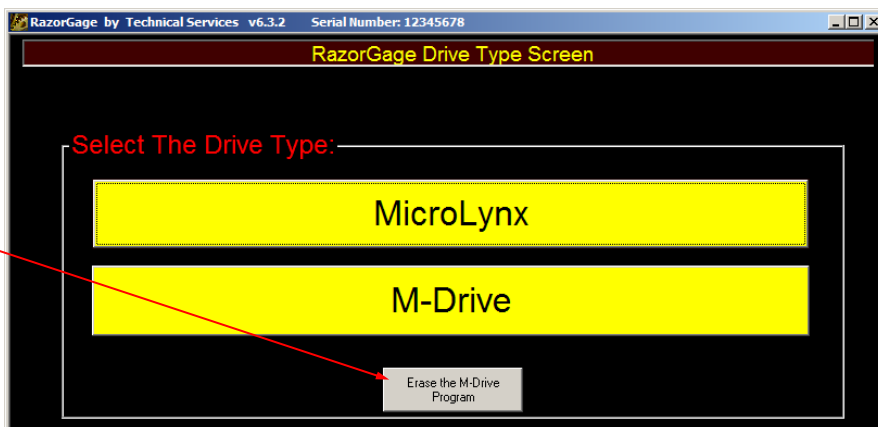 RazorGage by Technical Services v6.3.2 Serial Number: 12345678
RazorGage Drive Type Screen
Select The Drive Type:
MicroLynx
M-Drive
Erase the M-Drive
Program